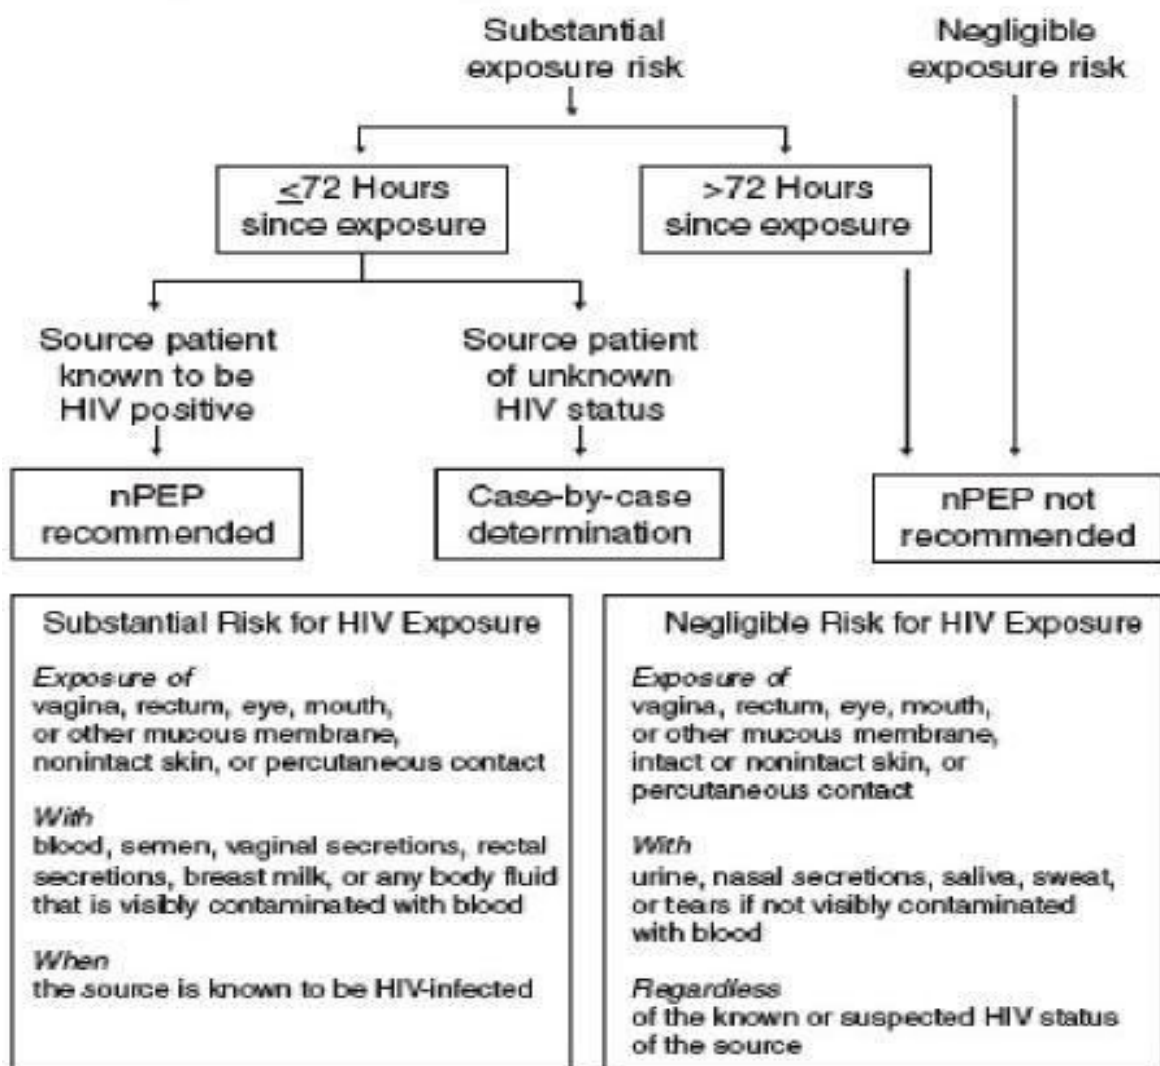 Substantial
exposure risk
Negligible
exposure risk
≤72 Hours
since exposure
>72 Hours
since exposure
Source patient
known to be
HIV positive
Source patient
of unknown
HIV status
nPEP
recommended
Case-by-case
determination
nPEP not
recommended
Substantial Risk for HIV Exposure
Exposure of
vagina, rectum, eye, mouth,
or other mucous membrane,
nonintact skin, or percutaneous contact
With
blood, semen, vaginal secretions, rectal
secretions, breast milk, or any body fluid
that is visibly contaminated with blood
When
the source is known to be HIV-infected
Negligible Risk for HIV Exposure
Exposure of
vagina, rectum, eye, mouth,
or other mucous membrane,
intact or nonintact skin, or
percutaneous contact
With
urine, nasal secretions, saliva, sweat,
or tears if not visibly contaminated
with blood
Regardless
of the known or suspected HIV status
of the source